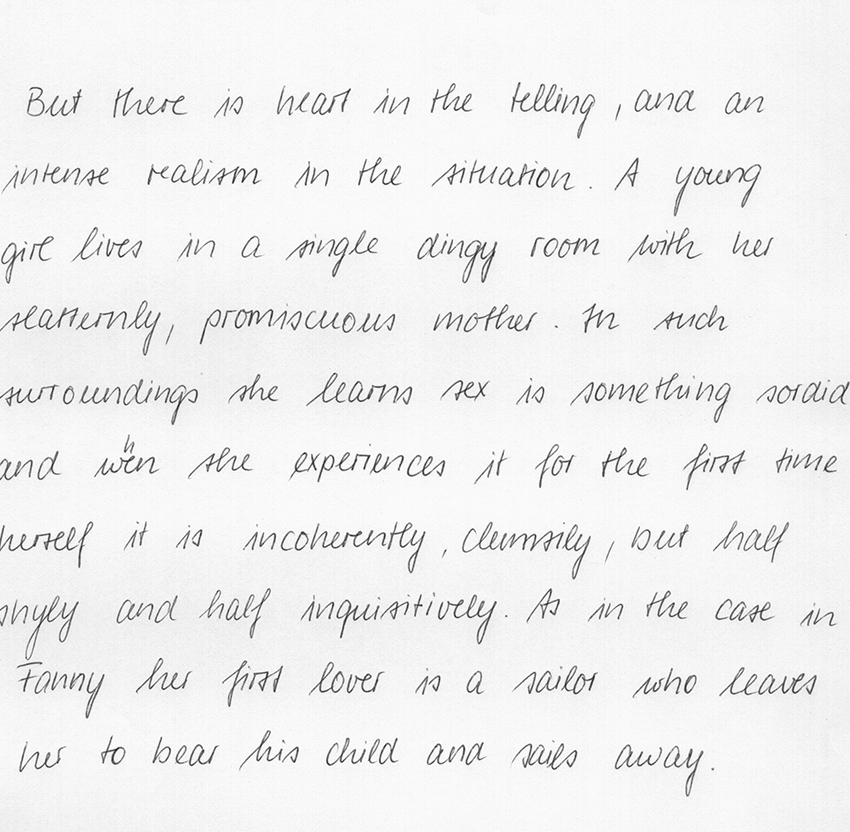 But there is heart in the telling, and an
intense realism in the situation. A young
girl lives in a single dingy room with her
slatternly, promiscuous mother. In such
surroundings she learns sex is something sordid
and when she experiences it for the first time
herself it is incoherently, clumsily, but half
shyly and half inquisitively. As in the case in
Fanny her first lover is a sailor who leaves
her to bear his child and sails away.